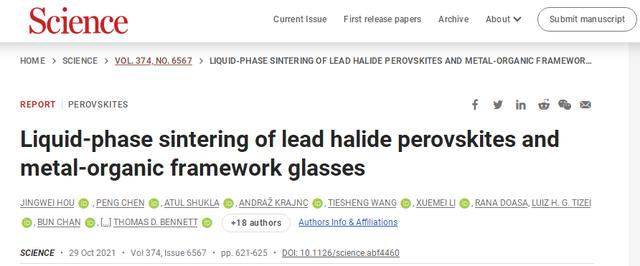 Science
Current Issue First release papers Archive About Submit manuscript
HOME > SCIENCE > VOL. 374, NO. 6567 > LIQUID-PHASE SINTERING OF LEAD HALIDE PEROVSKITES AND METAL-ORGANIC FRAMEWOR...
REPORT | PEROVSKITES
Liquid-phase sintering of lead halide perovskites and
metal-organic framework glasses
JINGWEI HOU, PENG CHEN, ATUL SHUKLA, ANDRAŽ KRAJNC, TIESHENG WANG, XUEMEI LI, RANA DOASA, LUIZ H. G. TIZEI
, BUN CHAN, [...] THOMAS D. BENNETT +18 authors Authors Info & Affiliations
SCIENCE • 29 Oct 2021 • Vol 374, Issue 6567 • pp. 621-625 • DOI: 10.1126/science.abf4460